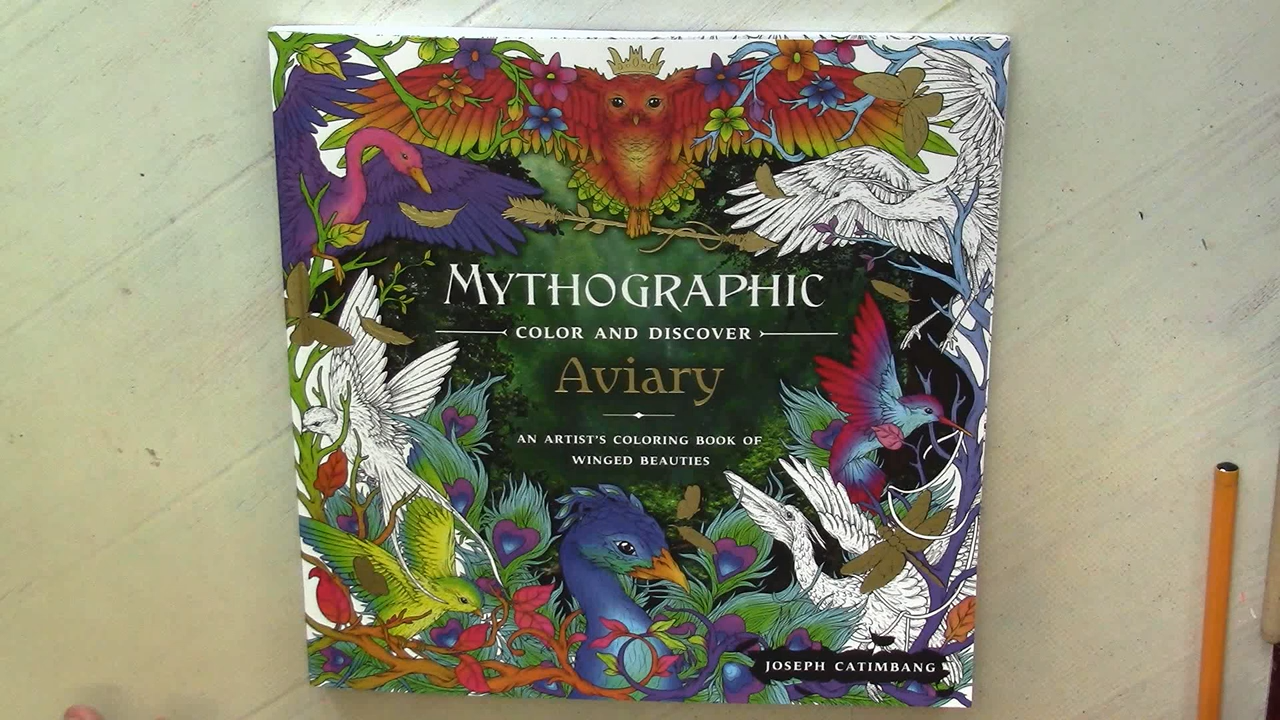 MYTHOGRAPHIC
COLOR AND DISCOVER
Aviary
AN ARTIST'S COLORING BOOK OF
WINGED BEAUTIES
JOSEPH CATIMBANG